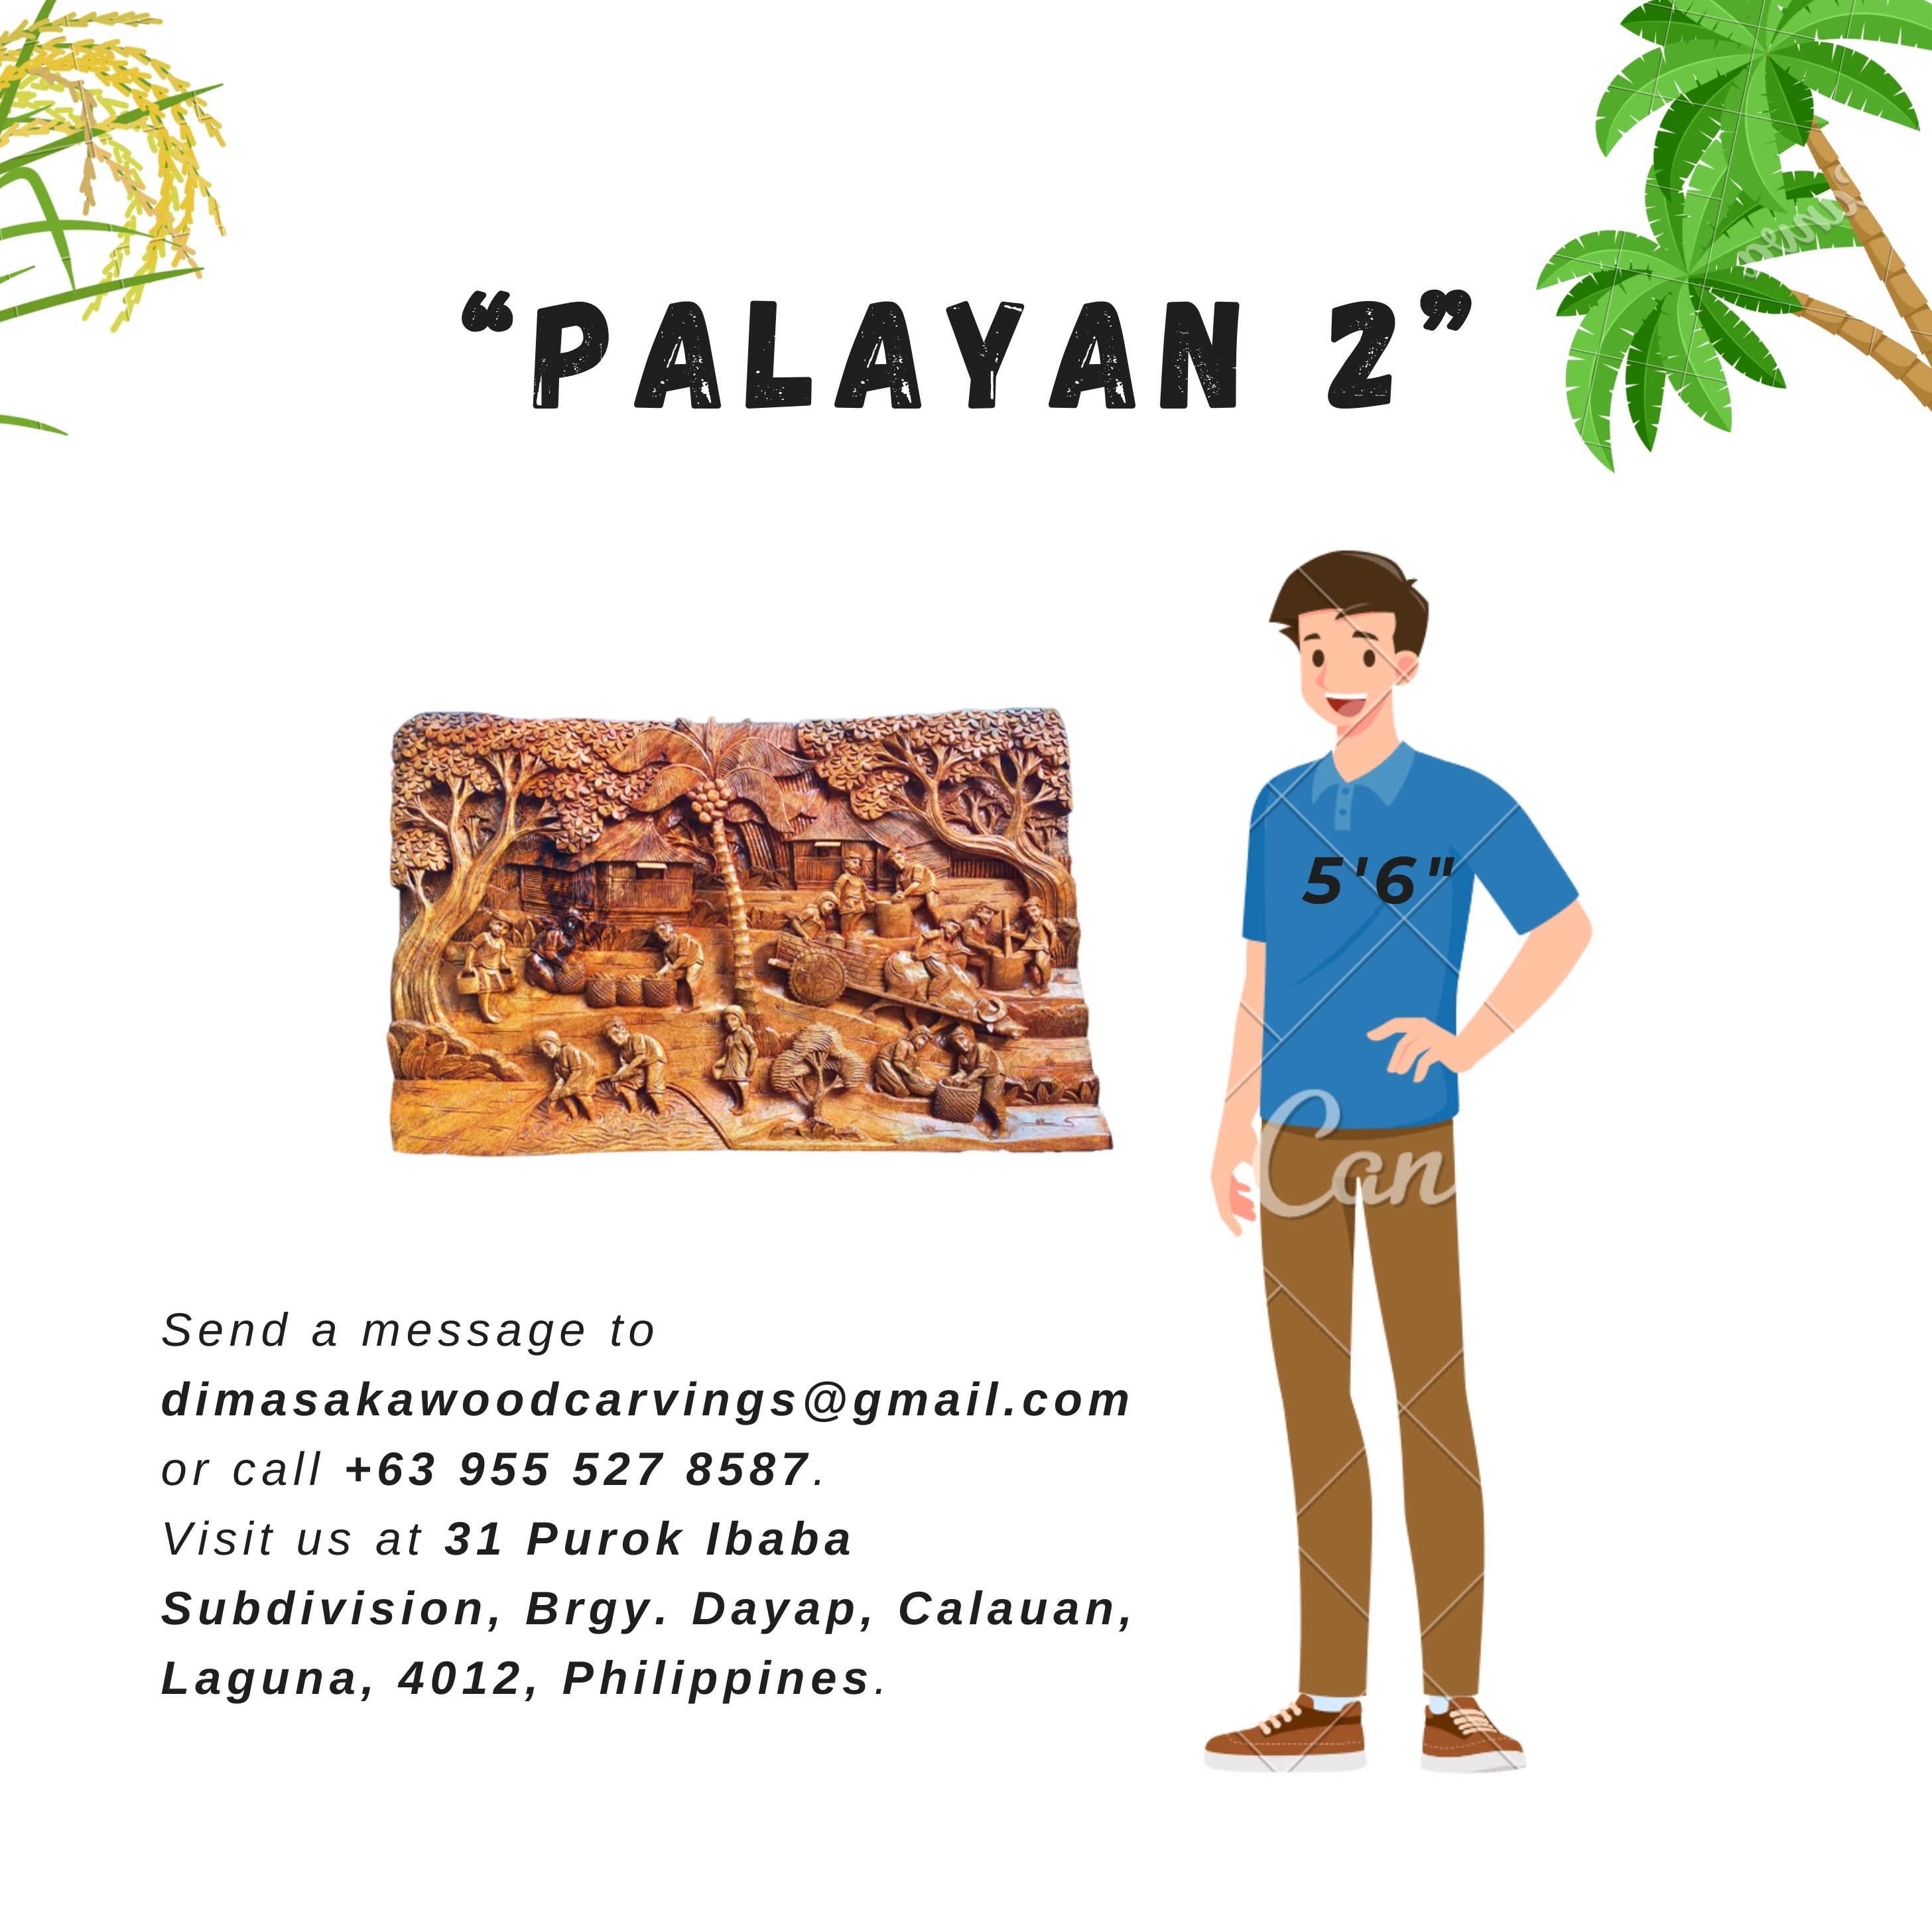 “PALAYAN 2”
5'6"
Can
Send a message to
dimasakawoodcarvings@gmail.com
or call +63 955 527 8587.
Visit us at 31 Purok Ibaba
Subdivision, Brgy. Dayap, Calauan,
Laguna, 4012, Philippines.